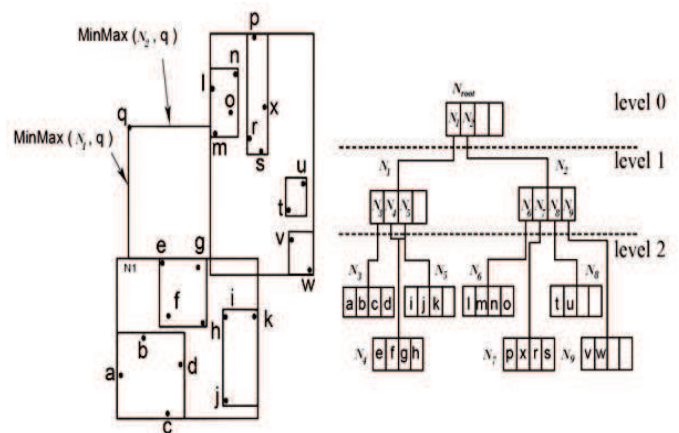 MinMax (N2, q)
MinMax (N1, q)
q
p
n
l
o
x
m
r
s
u
t
v
w
N1
e
g
f
i
h
k
b
a
d
j
c
Nroot
N1 N2
level 0
level 1
N1
N2
N3 N4 N5
N6 N7 N8 N9
level 2
N3
N5
N6
N8
a b c d
i j k
l m n o
t u
N4
e f g h
N7
p x r s
N9
v w